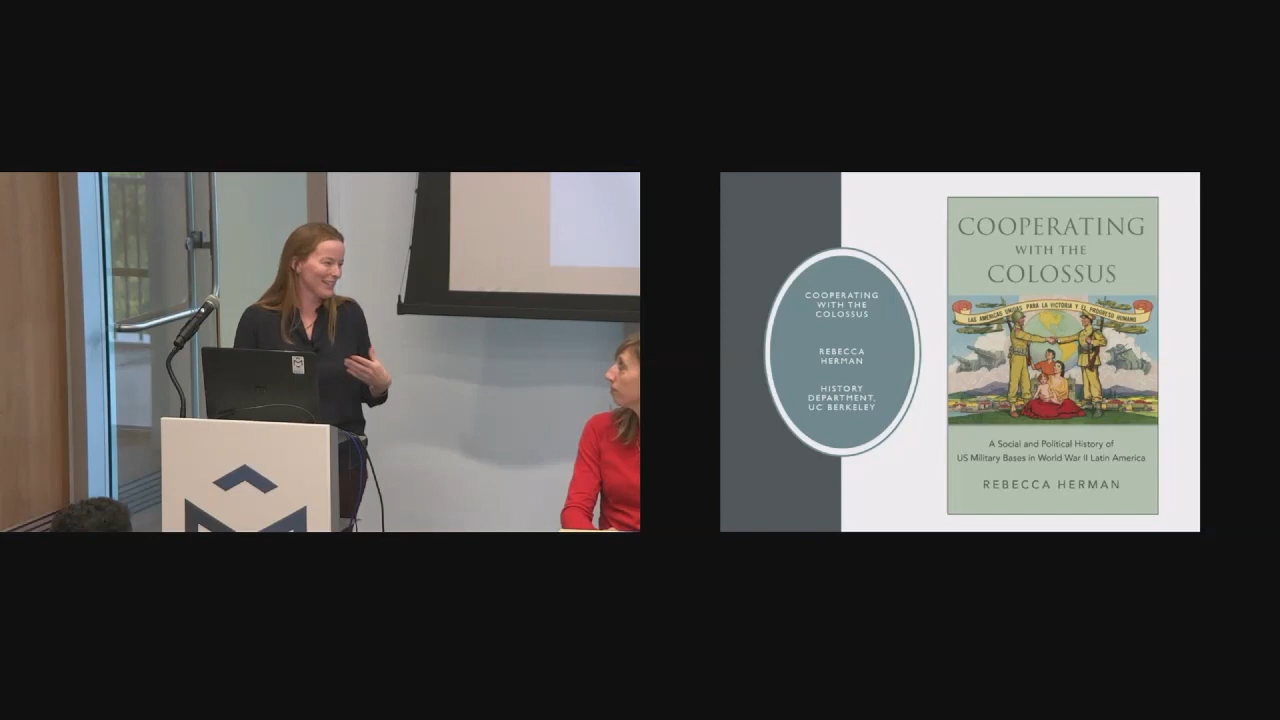 COOPERATING
WITH THE
COLOSSUS
REBECCA
HERMAN
HISTORY
DEPARTMENT,
UC BERKELEY
COOPERATING
WITH THE
COLOSSUS
LAS AMERICAS UNIDAS PARA LA VICTORIA Y EL PROGRESO HUMANO
A Social and Political History of
US Military Bases in World War II Latin America
REBECCA HERMAN